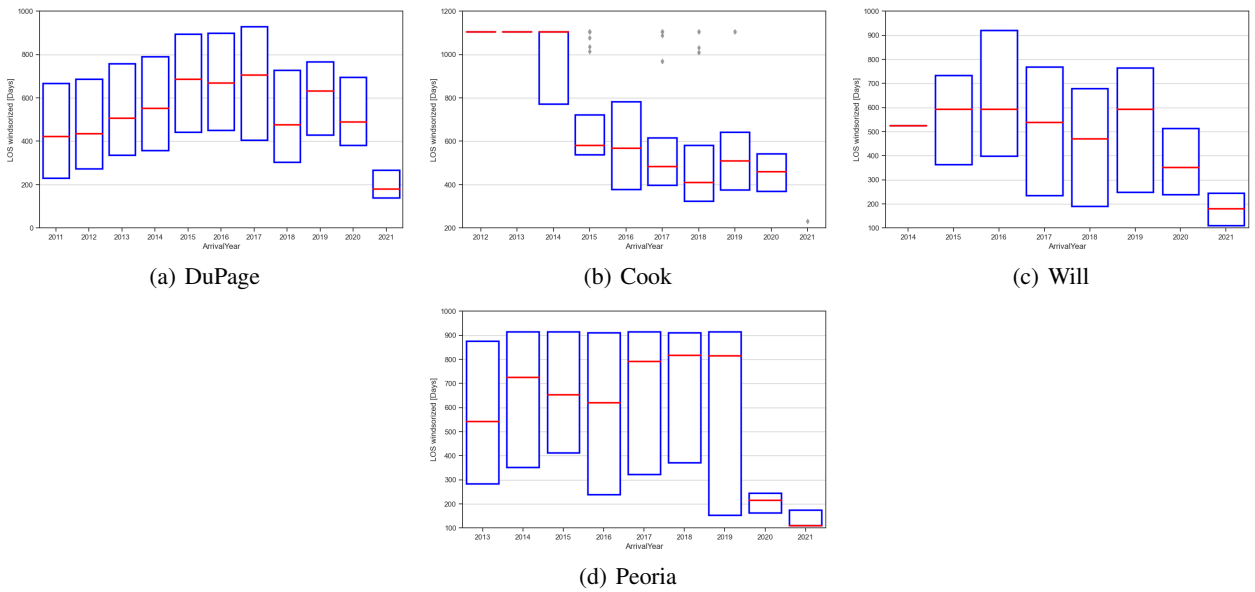 1000
800
600
400
200
0
LOS windsorized [Days]
2011 2012 2013 2014 2015 2016 2017 2018 2019 2020 2021
ArrivalYear
(a) DuPage
1200
1000
800
600
400
200
LOS windsorized [Days]
2012 2013 2014 2015 2016 2017 2018 2019 2020 2021
ArrivalYear
(b) Cook
1000
900
800
700
600
500
400
300
200
100
LOS windsorized [Days]
2014 2015 2016 2017 2018 2019 2020 2021
ArrivalYear
(c) Will
1000
900
800
700
600
500
400
300
200
100
LOS windsorized [Days]
2013 2014 2015 2016 2017 2018 2019 2020 2021
ArrivalYear
(d) Peoria